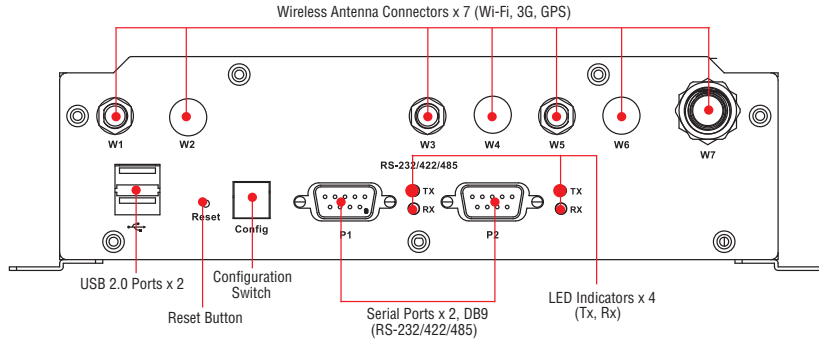 Wireless Antenna Connectors x 7 (Wi-Fi, 3G, GPS)
W1
W2
W3
W4
W5
W6
W7
RS-232/422/485
TX
TX
RX
RX
Reset
Config
P1
P2
USB 2.0 Ports x 2
Configuration
Switch
Reset Button
Serial Ports x 2, DB9
(RS-232/422/485)
LED Indicators x 4
(Tx, Rx)